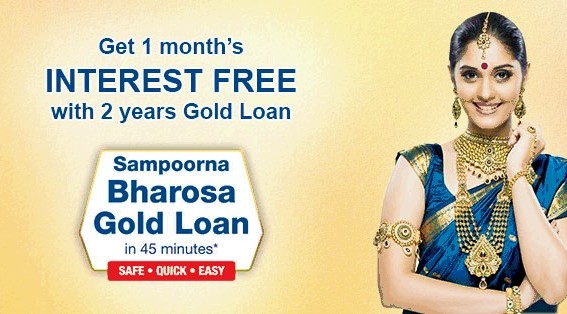 Get 1 month's
INTEREST FREE
with 2 years Gold Loan
Sampoorna
Bharosa
Gold Loan
in 45 minutes*
SAFE • QUICK • EASY